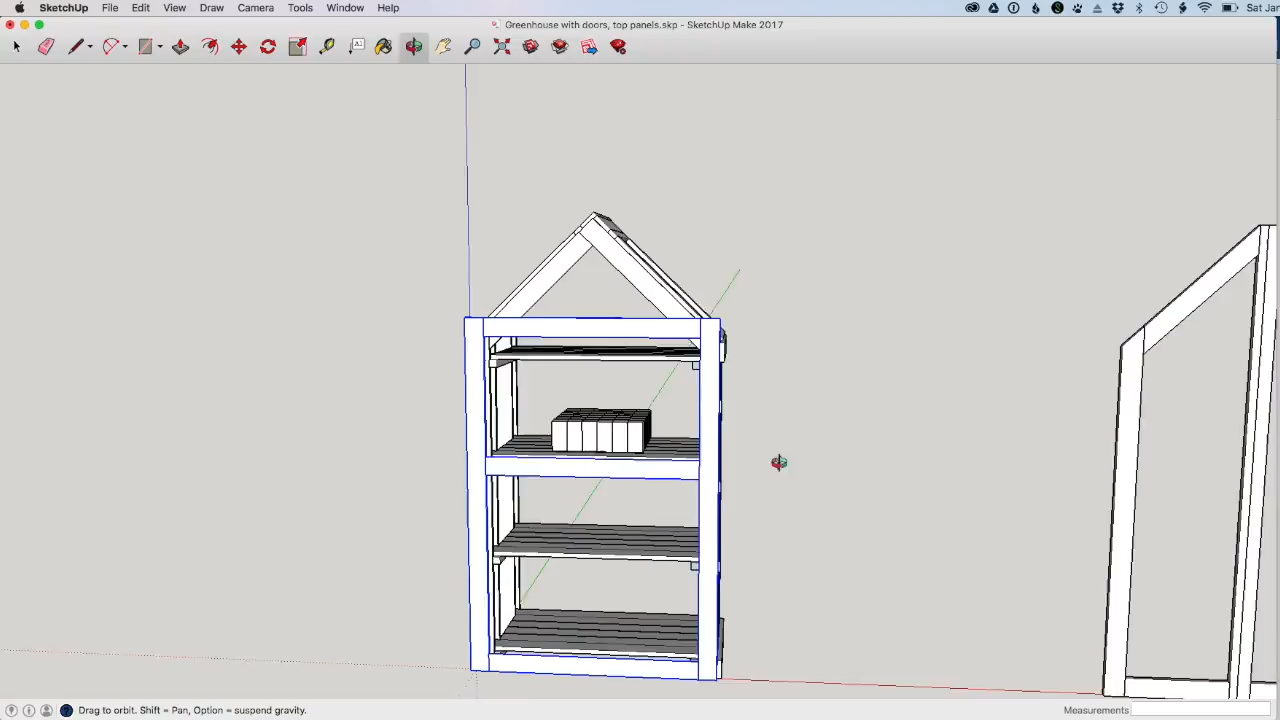 SketchUp File Edit View Draw Camera Tools Window Help Sat Jan
Greenhouse with doors, top panels.skp - SketchUp Make 2017
Drag to orbit. Shift = Pan, Option = suspend gravity. Measurements